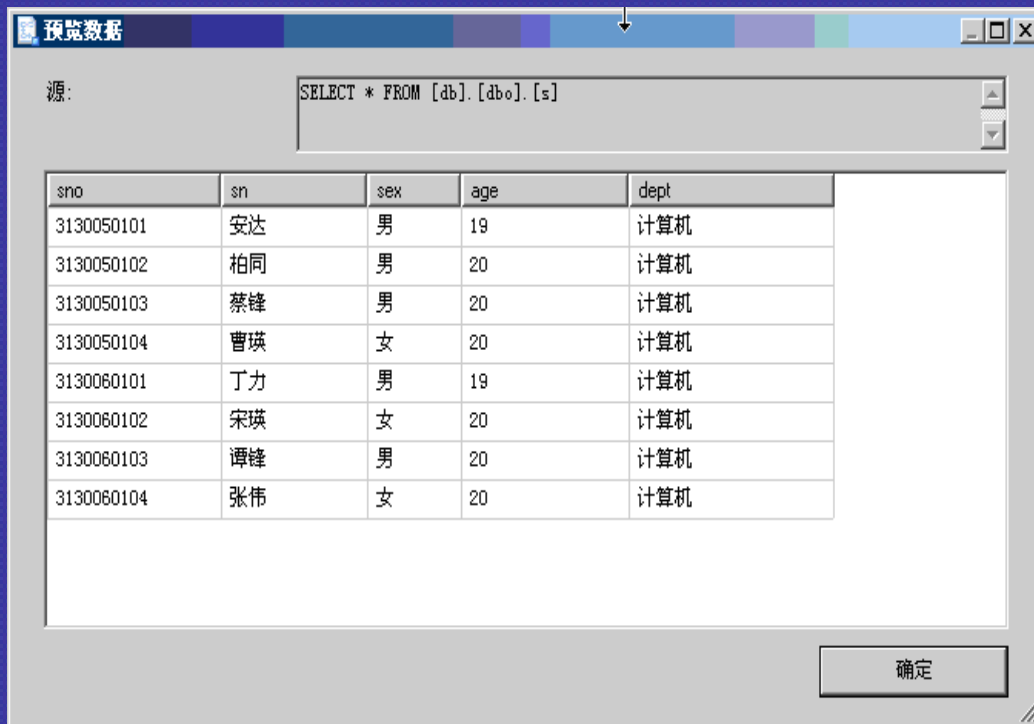 预览数据
源:
SELECT * FROM [db].[dbo].[s]
sno sn sex age dept
3130050101 安达 男 19 计算机
3130050102 柏同 男 20 计算机
3130050103 蔡锋 男 20 计算机
3130050104 曹瑛 女 20 计算机
3130060101 丁力 男 19 计算机
3130060102 宋瑛 女 20 计算机
3130060103 谭锋 男 20 计算机
3130060104 张伟 女 20 计算机
确定